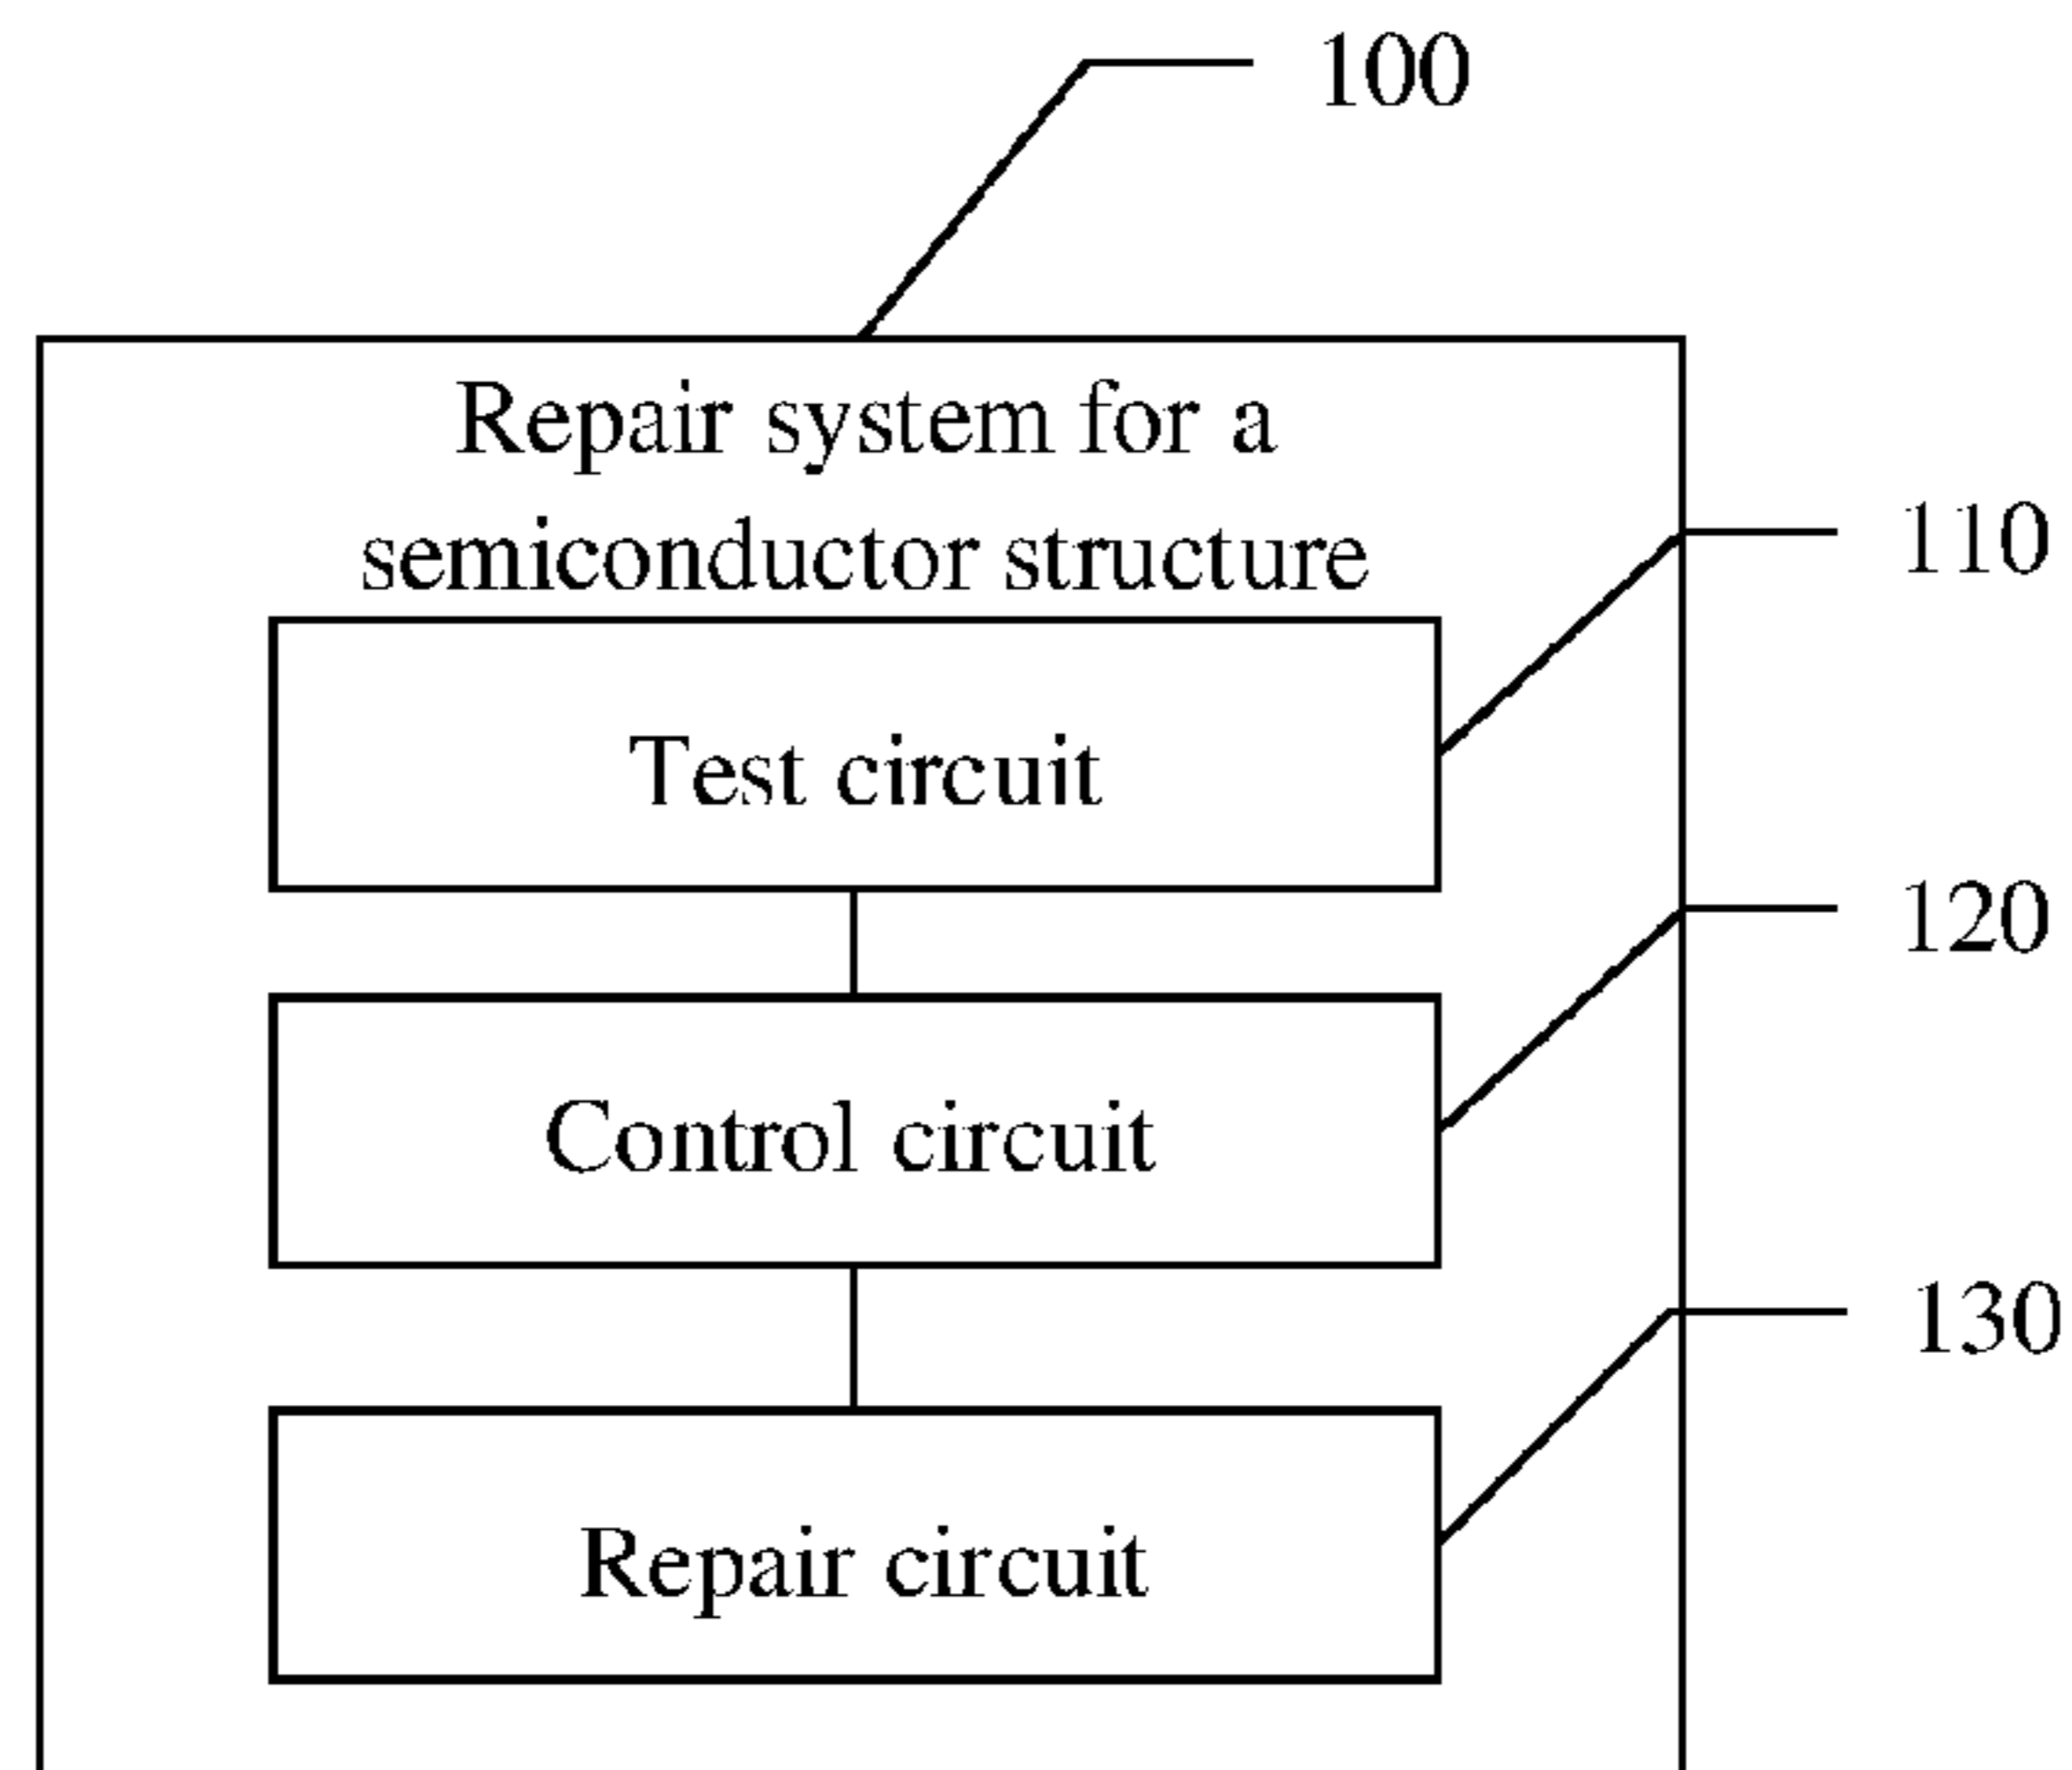 100
Repair system for a
semiconductor structure
110
Test circuit
120
Control circuit
130
Repair circuit